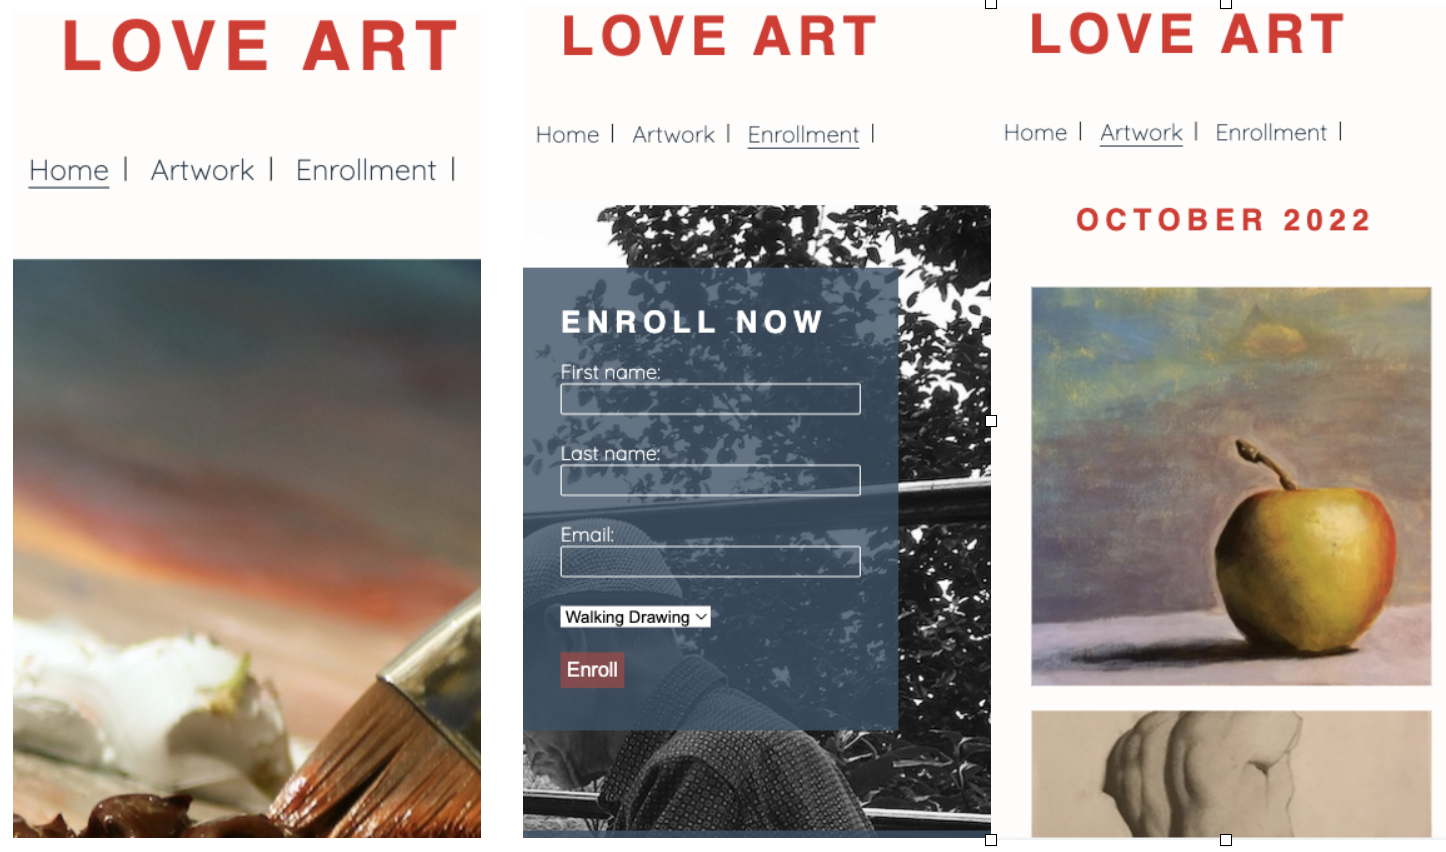 LOVE ART
Home | Artwork | Enrollment |
LOVE ART
Home | Artwork | Enrollment |
ENROLL NOW
First name:
Last name:
Email:
Walking Drawing
Enroll
LOVE ART
Home | Artwork | Enrollment |
OCTOBER 2022